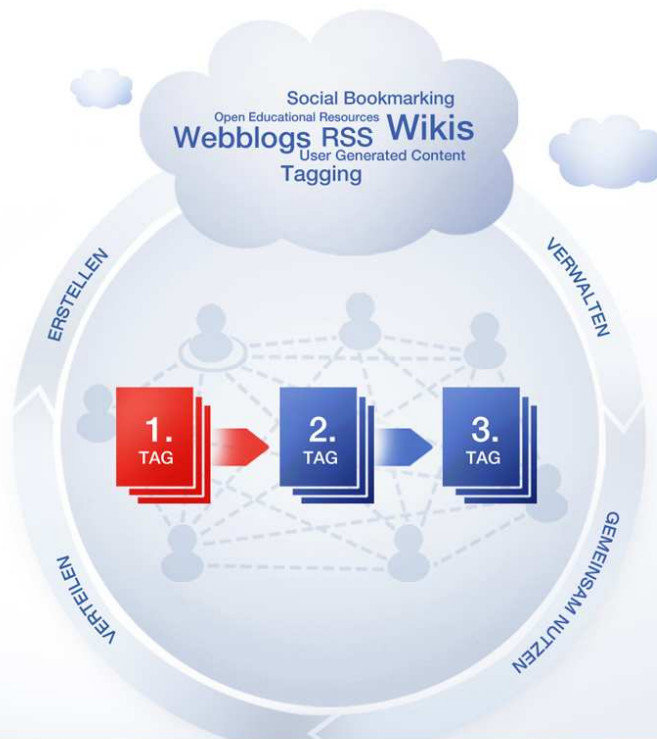 Social Bookmarking
Open Educational Resources
Webblogs RSS Wikis
User Generated Content
Tagging
ERSTELLEN
VERWALTEN
1.
TAG
2.
TAG
3.
TAG
VERTEILEN
GEMEINSAM NUTZEN